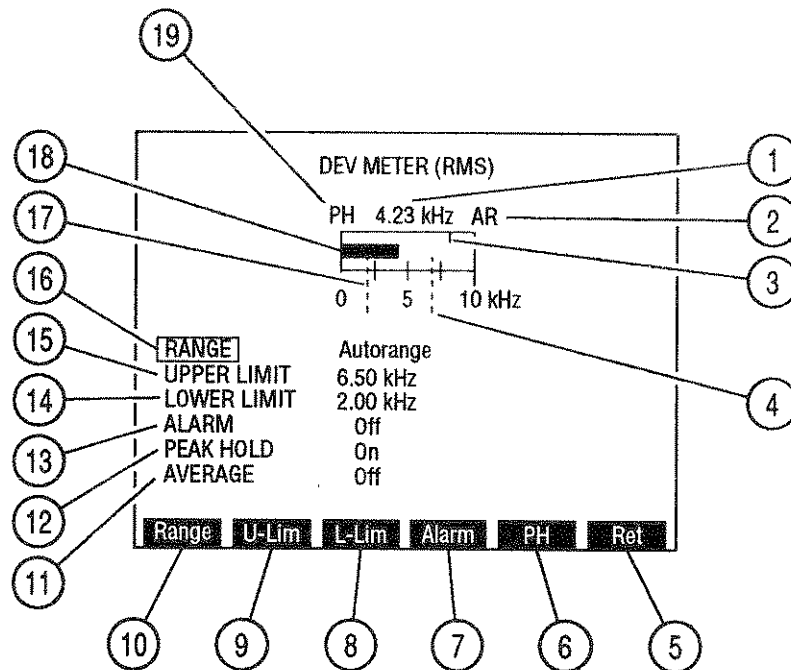 19
18
17
16
15
14
13
12
11
DEV METER (RMS)
PH 4.23 kHz AR
0 5 10 kHz
RANGE Autorange
UPPER LIMIT 6.50 kHz
LOWER LIMIT 2.00 kHz
ALARM Off
PEAK HOLD On
AVERAGE Off
Range U-Lim L-Lim Alarm PH Ret
1
2
3
4
10 9 8 7 6 5